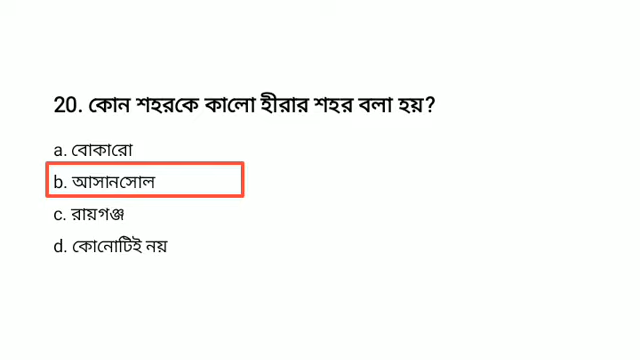 20. কোন শহরকে কালো হীরার শহর বলা হয়?
a. বোকারো
b. আসানসোল
c. রায়গঞ্জ
d. কোনোটিই নয়